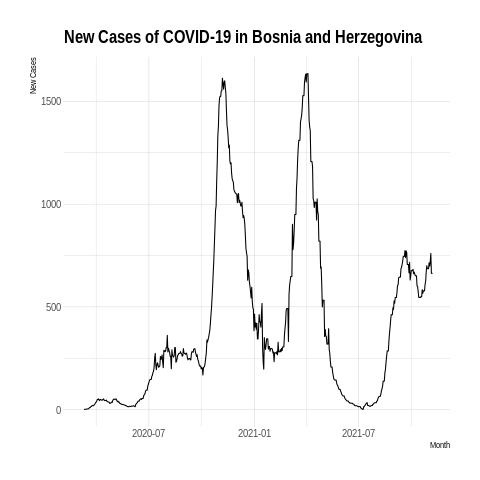 New Cases of COVID-19 in Bosnia and Herzegovina
New Cases
1500
1000
500
0
2020-07
2021-01
2021-07
Month